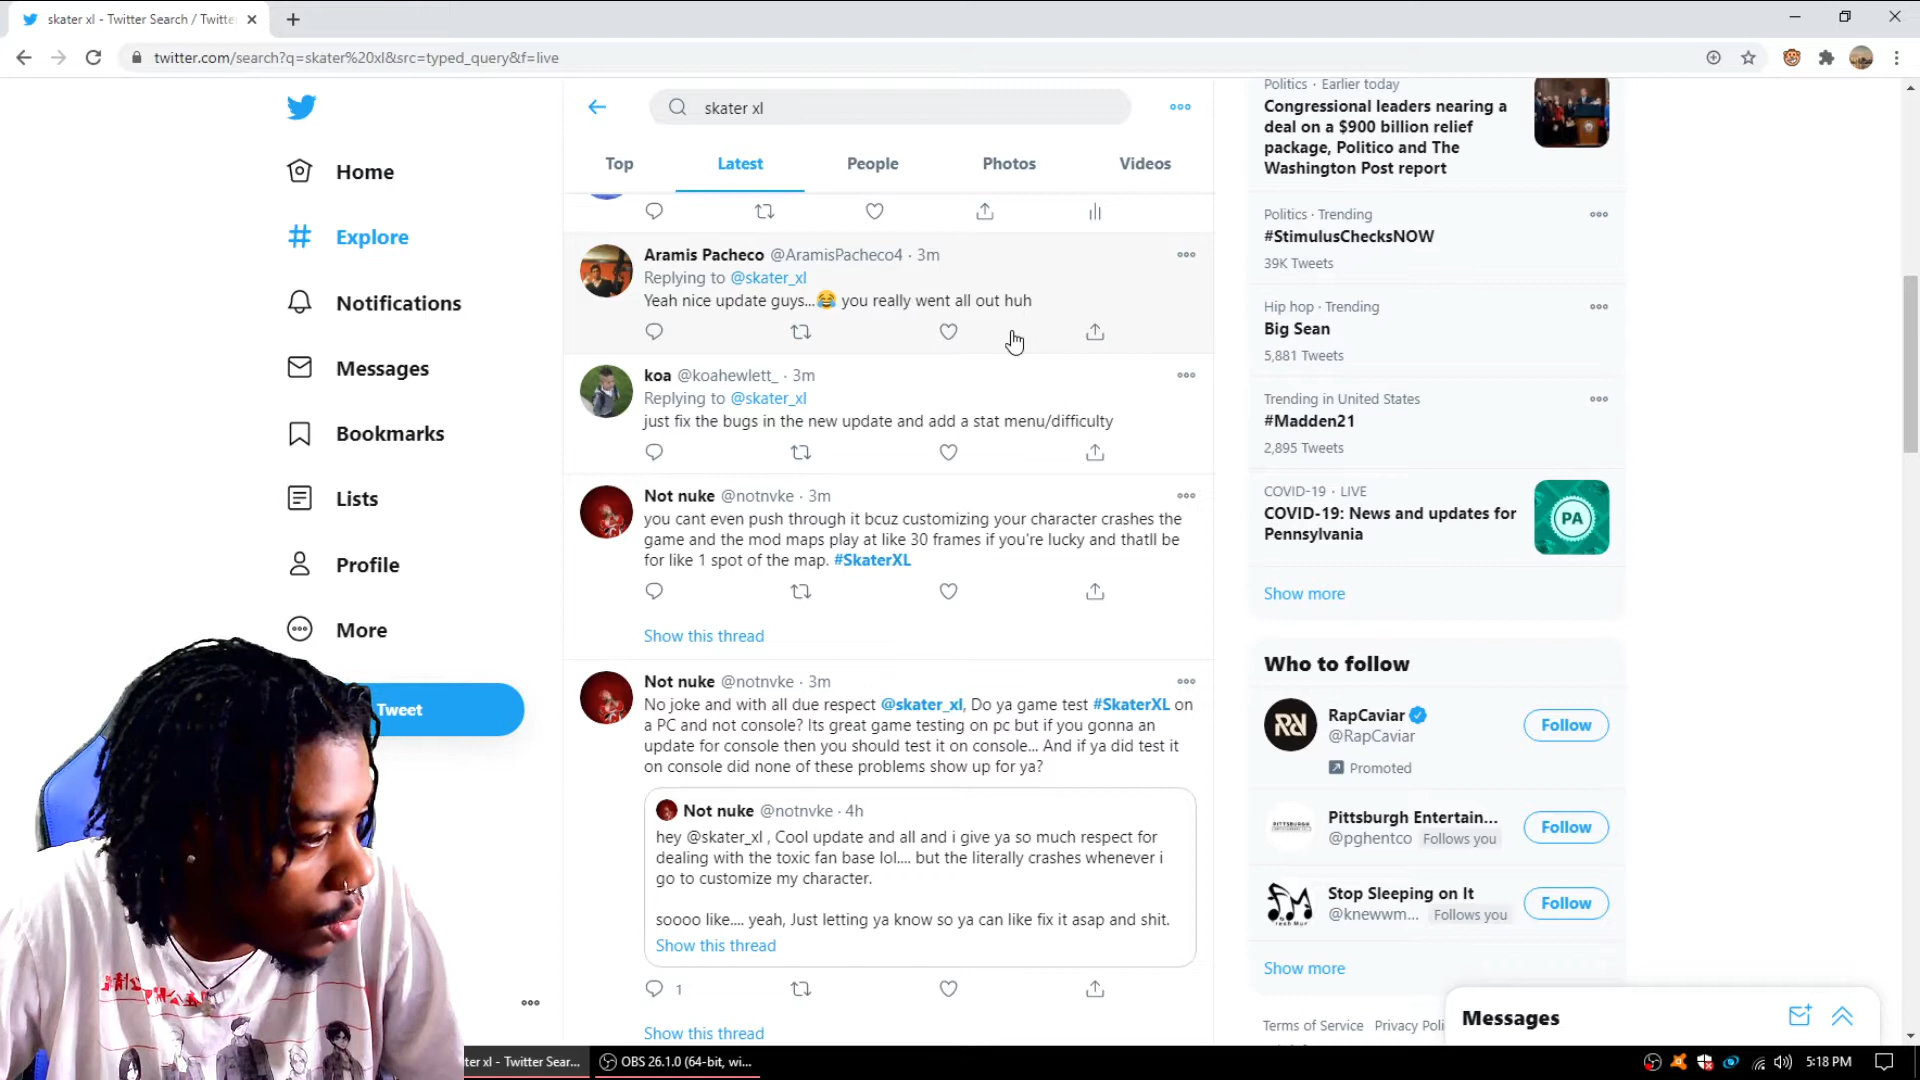 skater xl - Twitter Search / Twitte
twitter.com/search?q=skater%20xl&src=typed_query&f=live
skater xl
Top
Latest
People
Photos
Videos
Home
Explore
Notifications
Messages
Bookmarks
Lists
Profile
More
Tweet
Aramis Pacheco @AramisPacheco4 · 3m
Replying to @skater_xl
Yeah nice update guys...😂 you really went all out huh
koa @koahewlett_ · 3m
Replying to @skater_xl
just fix the bugs in the new update and add a stat menu/difficulty
Not nuke @notnvke · 3m
you cant even push through it bcuz customizing your character crashes the
game and the mod maps play at like 30 frames if you're lucky and thatll be
for like 1 spot of the map. #SkaterXL
Show this thread
Not nuke @notnvke · 3m
No joke and with all due respect @skater_xl, Do ya game test #SkaterXL on
a PC and not console? Its great game testing on pc but if you gonna an
update for console then you should test it on console... And if ya did test it
on console did none of these problems show up for ya?
Not nuke @notnvke · 4h
hey @skater_xl , Cool update and all and i give ya so much respect for
dealing with the toxic fan base lol.... but the literally crashes whenever i
go to customize my character.
soooo like.... yeah, Just letting ya know so ya can like fix it asap and shit.
Show this thread
1
Show this thread
Politics · Earlier today
Congressional leaders nearing a
deal on a $900 billion relief
package, Politico and The
Washington Post report
Politics · Trending
#StimulusChecksNOW
39K Tweets
Hip hop · Trending
Big Sean
5,881 Tweets
Trending in United States
#Madden21
2,895 Tweets
COVID-19 · LIVE
COVID-19: News and updates for
Pennsylvania
PA
Show more
Who to follow
RapCaviar
@RapCaviar
Promoted
Follow
Pittsburgh Entertain...
@pghentco Follows you
Follow
Stop Sleeping on It
@knewwm... Follows you
Follow
Show more
Terms of Service Privacy Poli
Messages
ter xl - Twitter Sear...
OBS 26.1.0 (64-bit, wi...
5:18 PM